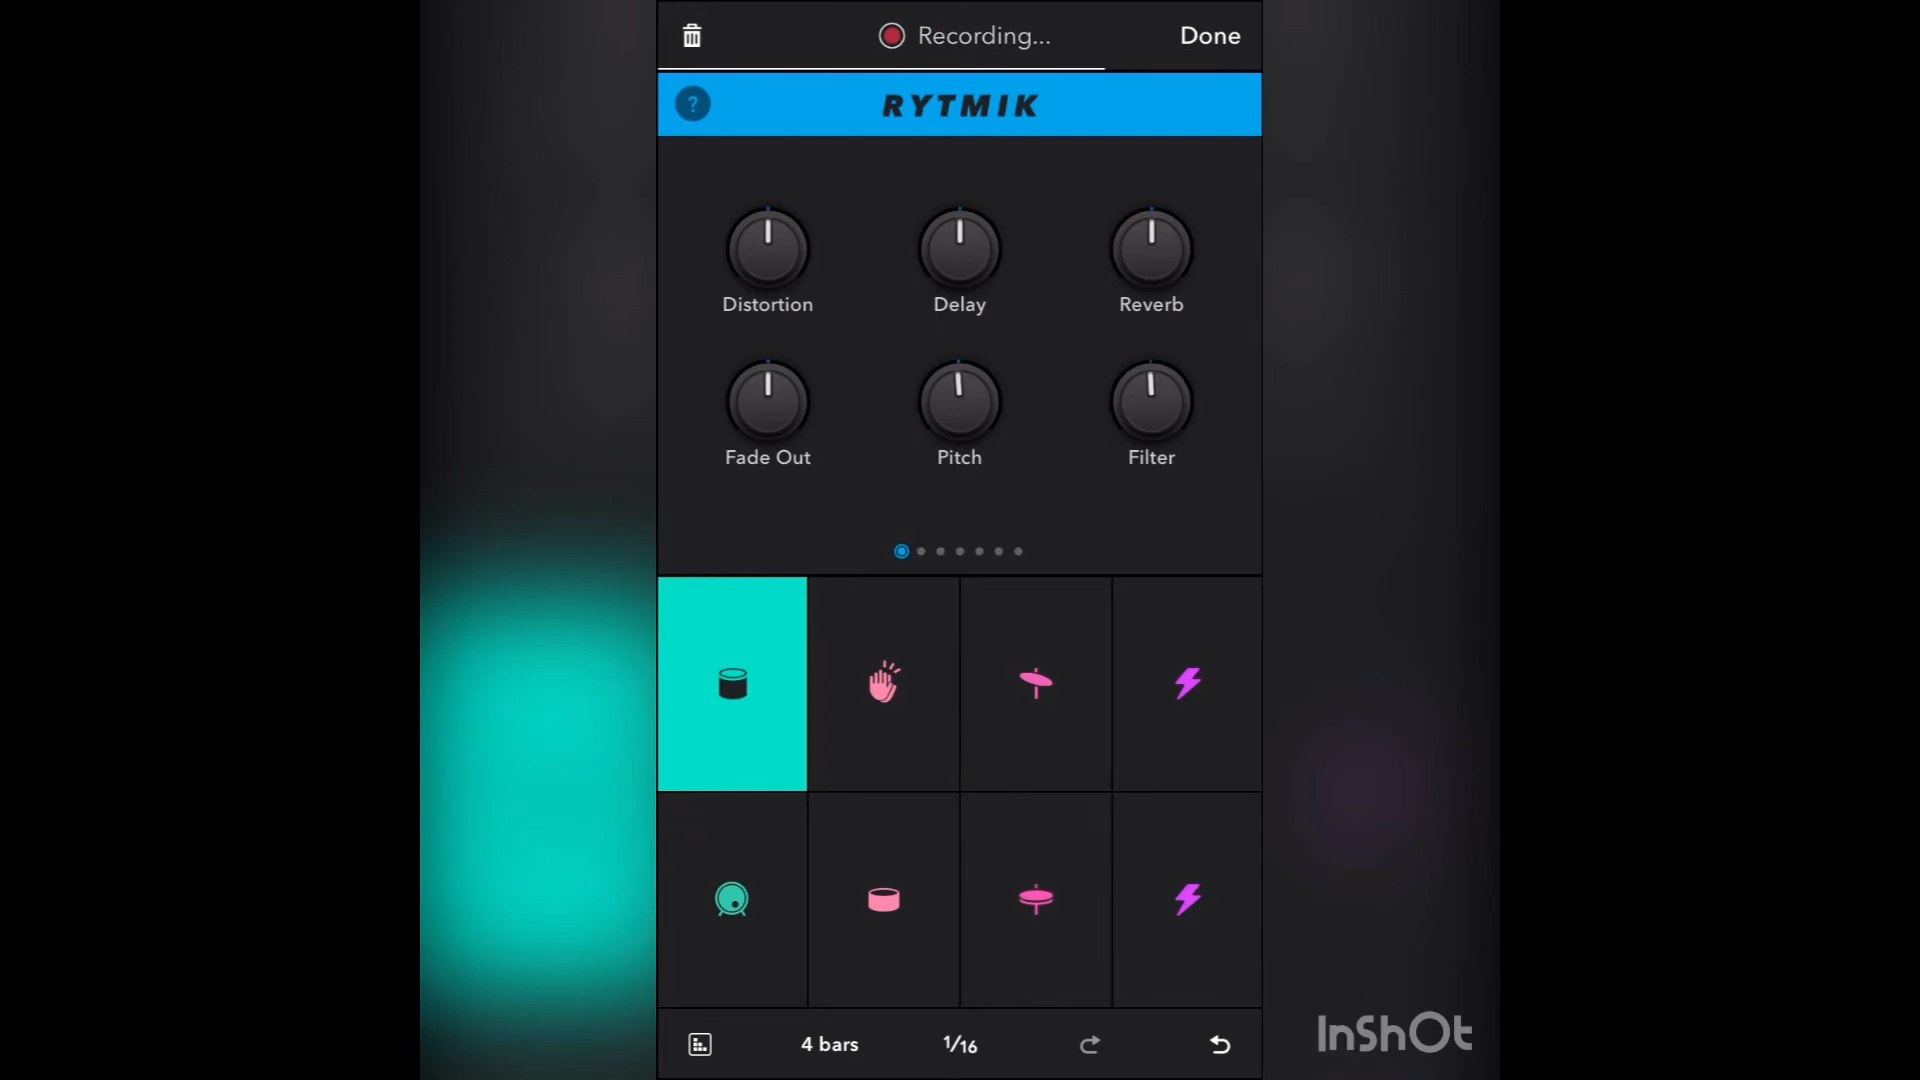 Recording...
Done
?
RYTMIK
Distortion
Delay
Reverb
Fade Out
Pitch
Filter
4 bars
1/16
InShOt